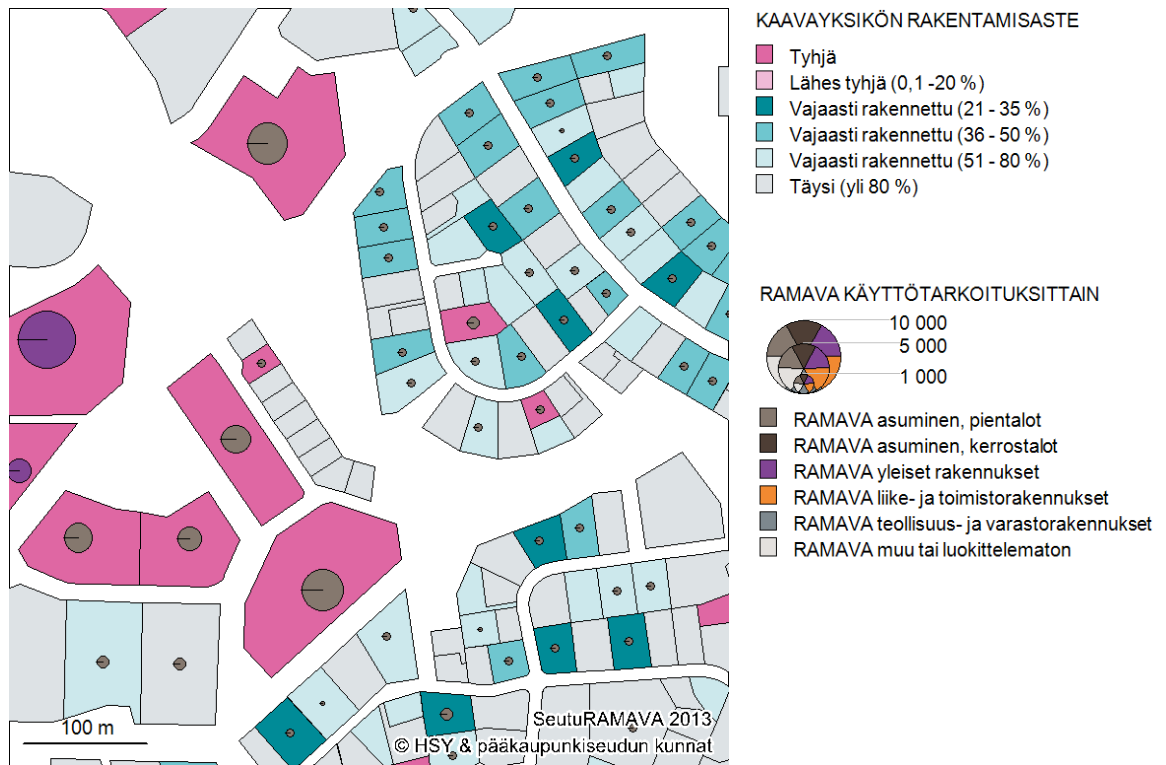 KAAVAYKSIKÖN RAKENTAMISASTE
Tyhjä
Lähes tyhjä (0,1 -20 %)
Vajaasti rakennettu (21 - 35 %)
Vajaasti rakennettu (36 - 50 %)
Vajaasti rakennettu (51 - 80 %)
Täysi (yli 80 %)
RAMAVA KÄYTTÖTARKOITUKSITTAIN
10 000
5 000
1 000
RAMAVA asuminen, pientalot
RAMAVA asuminen, kerrostalot
RAMAVA yleiset rakennukset
RAMAVA liike- ja toimistorakennukset
RAMAVA teollisuus- ja varastorakennukset
RAMAVA muu tai luokittelematon
100 m
SeutuRAMAVA 2013
© HSY & pääkaupunkiseudun kunnat